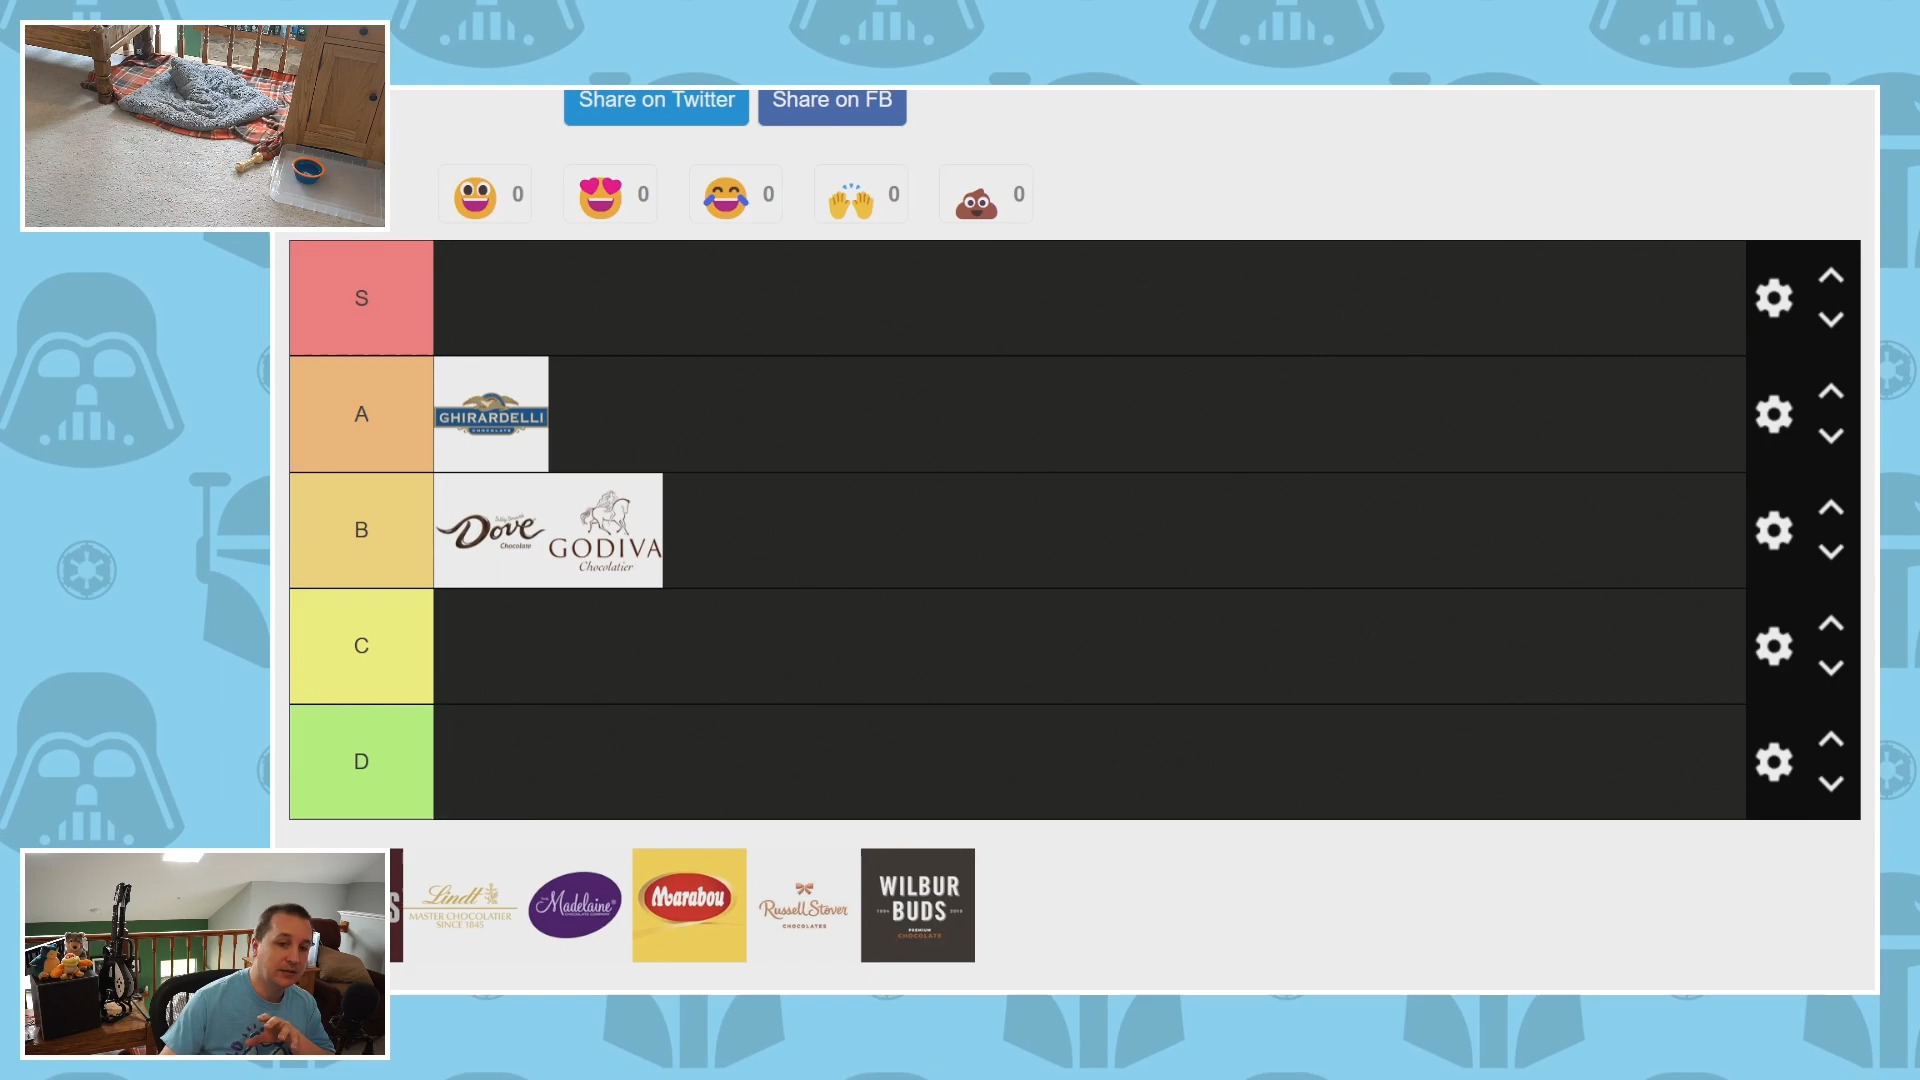 Share on Twitter Share on FB
0 0 0 0 0
S
A
GHIRARDELLI
CHOCOLATE
B
Dove
Chocolate
GODIVA
Chocolatier
C
D
S
Lindt
MASTER CHOCOLATIER
SINCE 1845
Madelaine
Marabou
Russell Stover
CHOCOLATES
WILBUR
BUDS
PREMIUM
CHOCOLATE